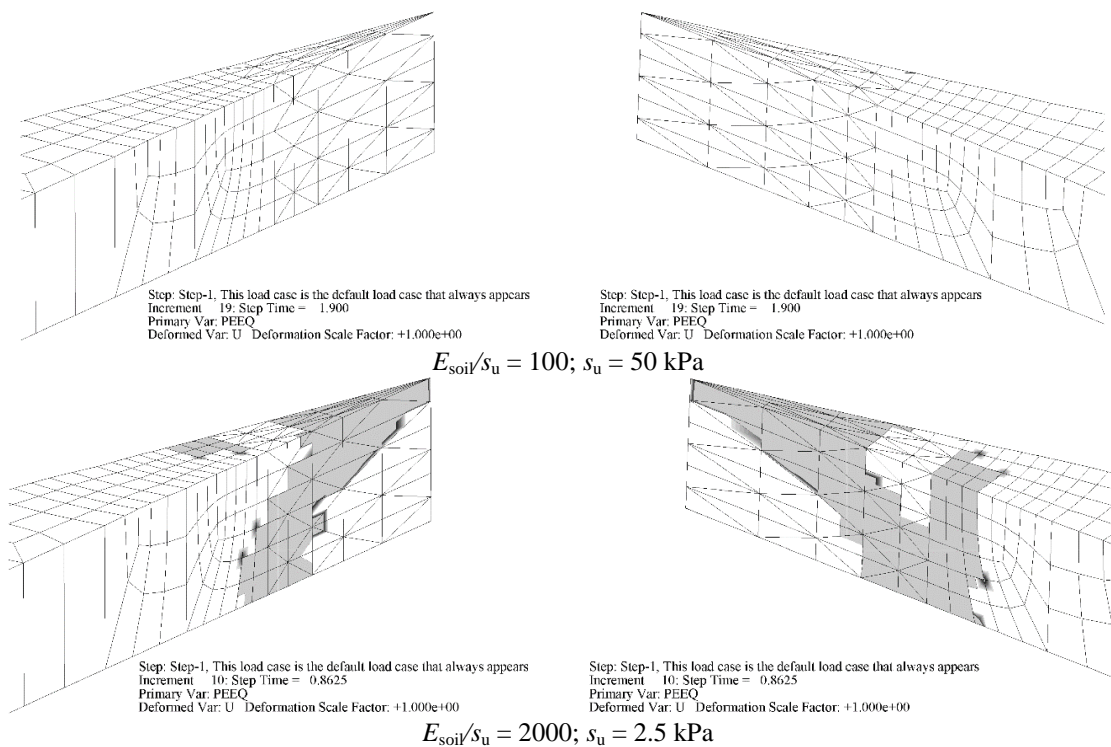 Step: Step-1, This load case is the default load case that always appears
Increment 19: Step Time = 1.900
Primary Var: PEEQ
Deformed Var: U Deformation Scale Factor: +1.000e+00
Step: Step-1, This load case is the default load case that always appears
Increment 19: Step Time = 1.900
Primary Var: PEEQ
Deformed Var: U Deformation Scale Factor: +1.000e+00
E_soil/s_u = 100; s_u = 50 kPa
Step: Step-1, This load case is the default load case that always appears
Increment 10: Step Time = 0.8625
Primary Var: PEEQ
Deformed Var: U Deformation Scale Factor: +1.000e+00
Step: Step-1, This load case is the default load case that always appears
Increment 10: Step Time = 0.8625
Primary Var: PEEQ
Deformed Var: U Deformation Scale Factor: +1.000e+00
E_soil/s_u = 2000; s_u = 2.5 kPa